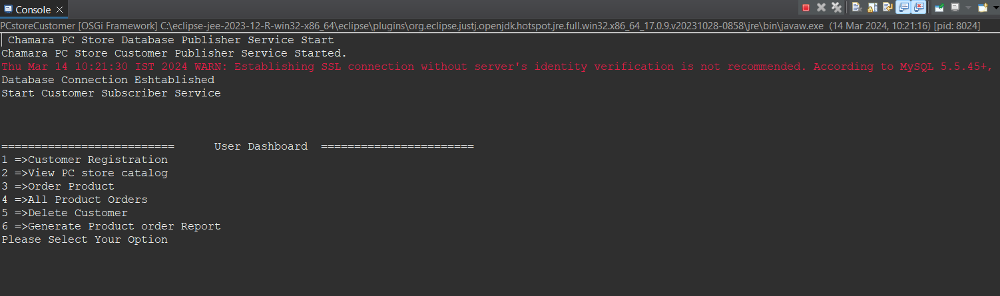 Console
PCstoreCustomer [OSGi Framework] C:\eclipse-jee-2023-12-R-win32-x86_64\eclipse\plugins\org.eclipse.justj.openjdk.hotspot.jre.full.win32.x86_64_17.0.9.v20231028-0858\jre\bin\javaw.exe (14 Mar 2024, 10:21:16) [pid: 8024]
Chamara PC Store Database Publisher Service Start
Chamara PC Store Customer Publisher Service Started.
Thu Mar 14 10:21:30 IST 2024 WARN: Establishing SSL connection without server's identity verification is not recommended. According to MySQL 5.5.45+,
Database Connection Eshtablished
Start Customer Subscriber Service
========================== User Dashboard =======================
1 =>Customer Registration
2 =>View PC store catalog
3 =>Order Product
4 =>All Product Orders
5 =>Delete Customer
6 =>Generate Product order Report
Please Select Your Option